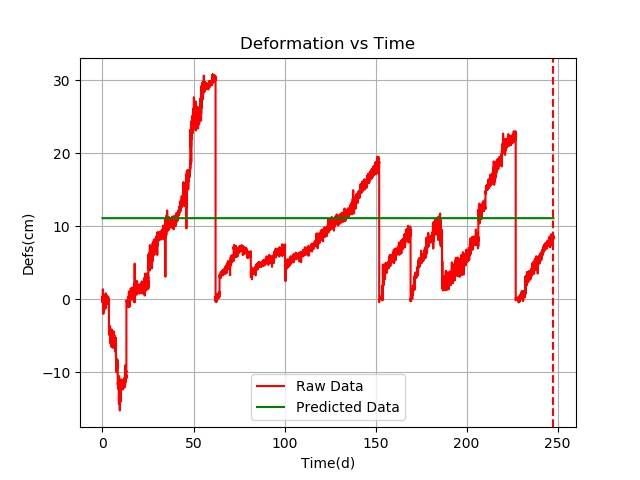 Deformation vs Time
Defs(cm)
30
20
10
0
−10
0 50 100 150 200 250
Time(d)
Raw Data
Predicted Data